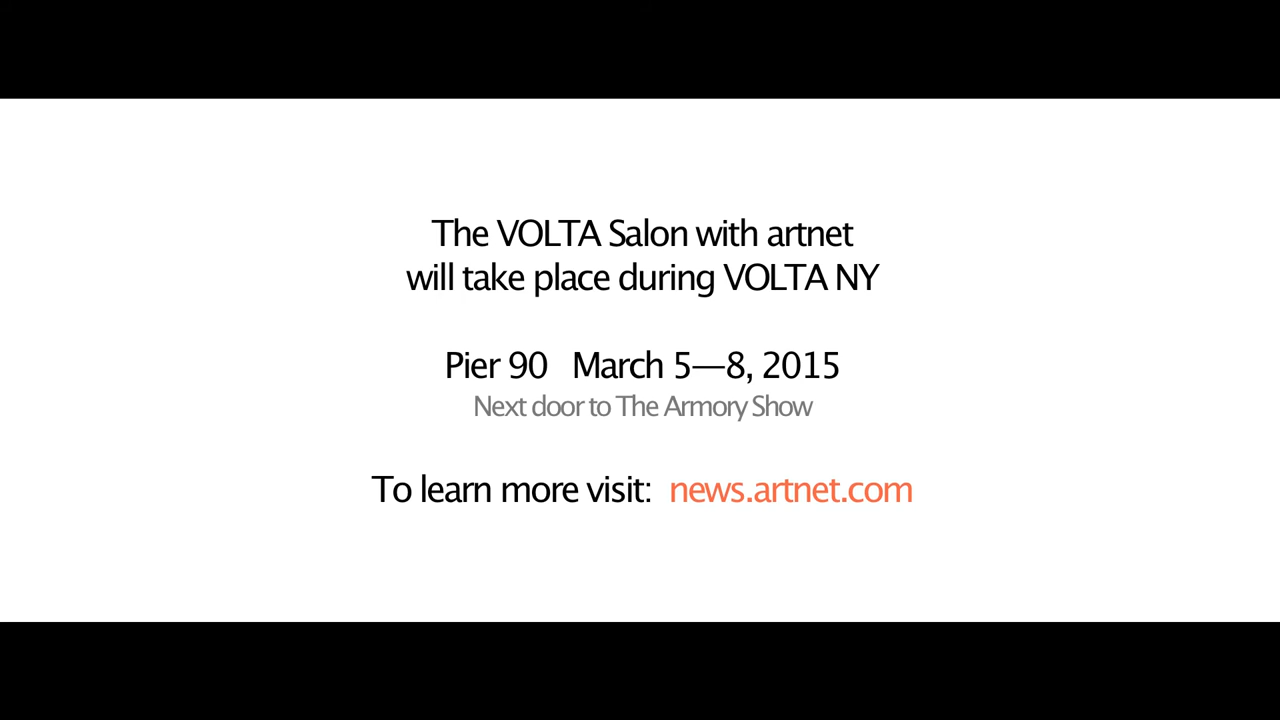 The VOLTA Salon with artnet
will take place during VOLTA NY
Pier 90 March 5—8, 2015
Next door to The Armory Show
To learn more visit: news.artnet.com